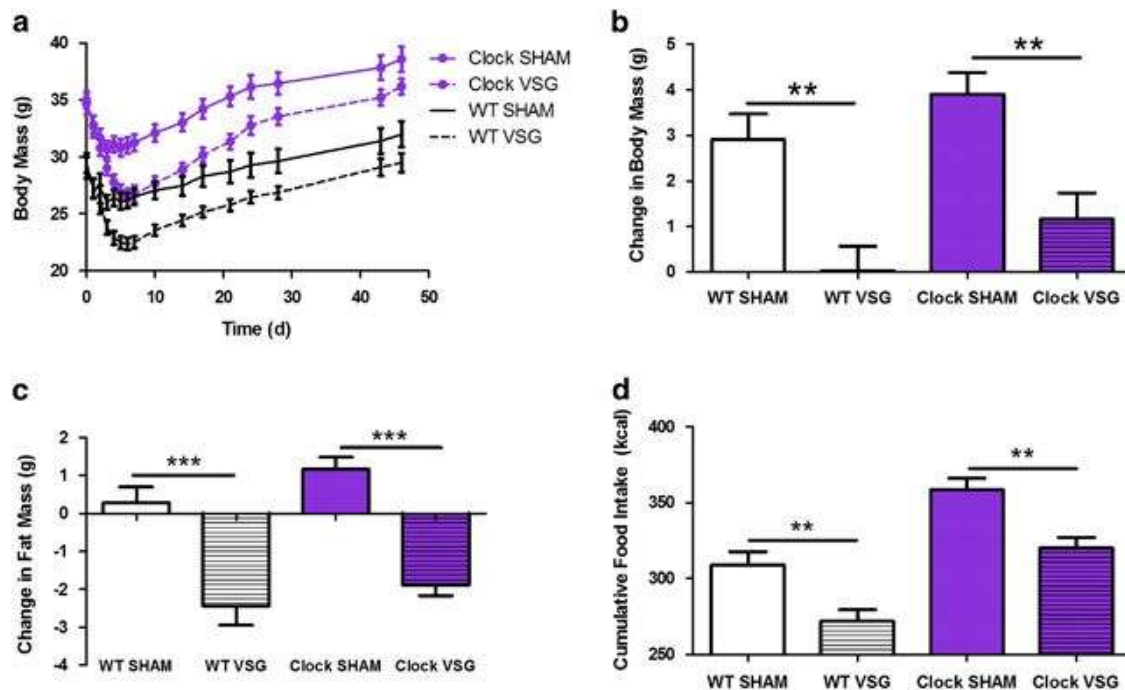 a
Body Mass (g)
40
35
30
25
20
0
10
20
30
40
50
Time (d)
Clock SHAM
Clock VSG
WT SHAM
WT VSG
b
Change in Body Mass (g)
5
4
3
2
1
0
**
**
WT SHAM
WT VSG
Clock SHAM
Clock VSG
c
Change in Fat Mass (g)
2
1
0
-1
-2
-3
-4
***
***
WT SHAM
WT VSG
Clock SHAM
Clock VSG
d
Cumulative Food Intake (kcal)
400
350
300
250
**
**
WT SHAM
WT VSG
Clock SHAM
Clock VSG